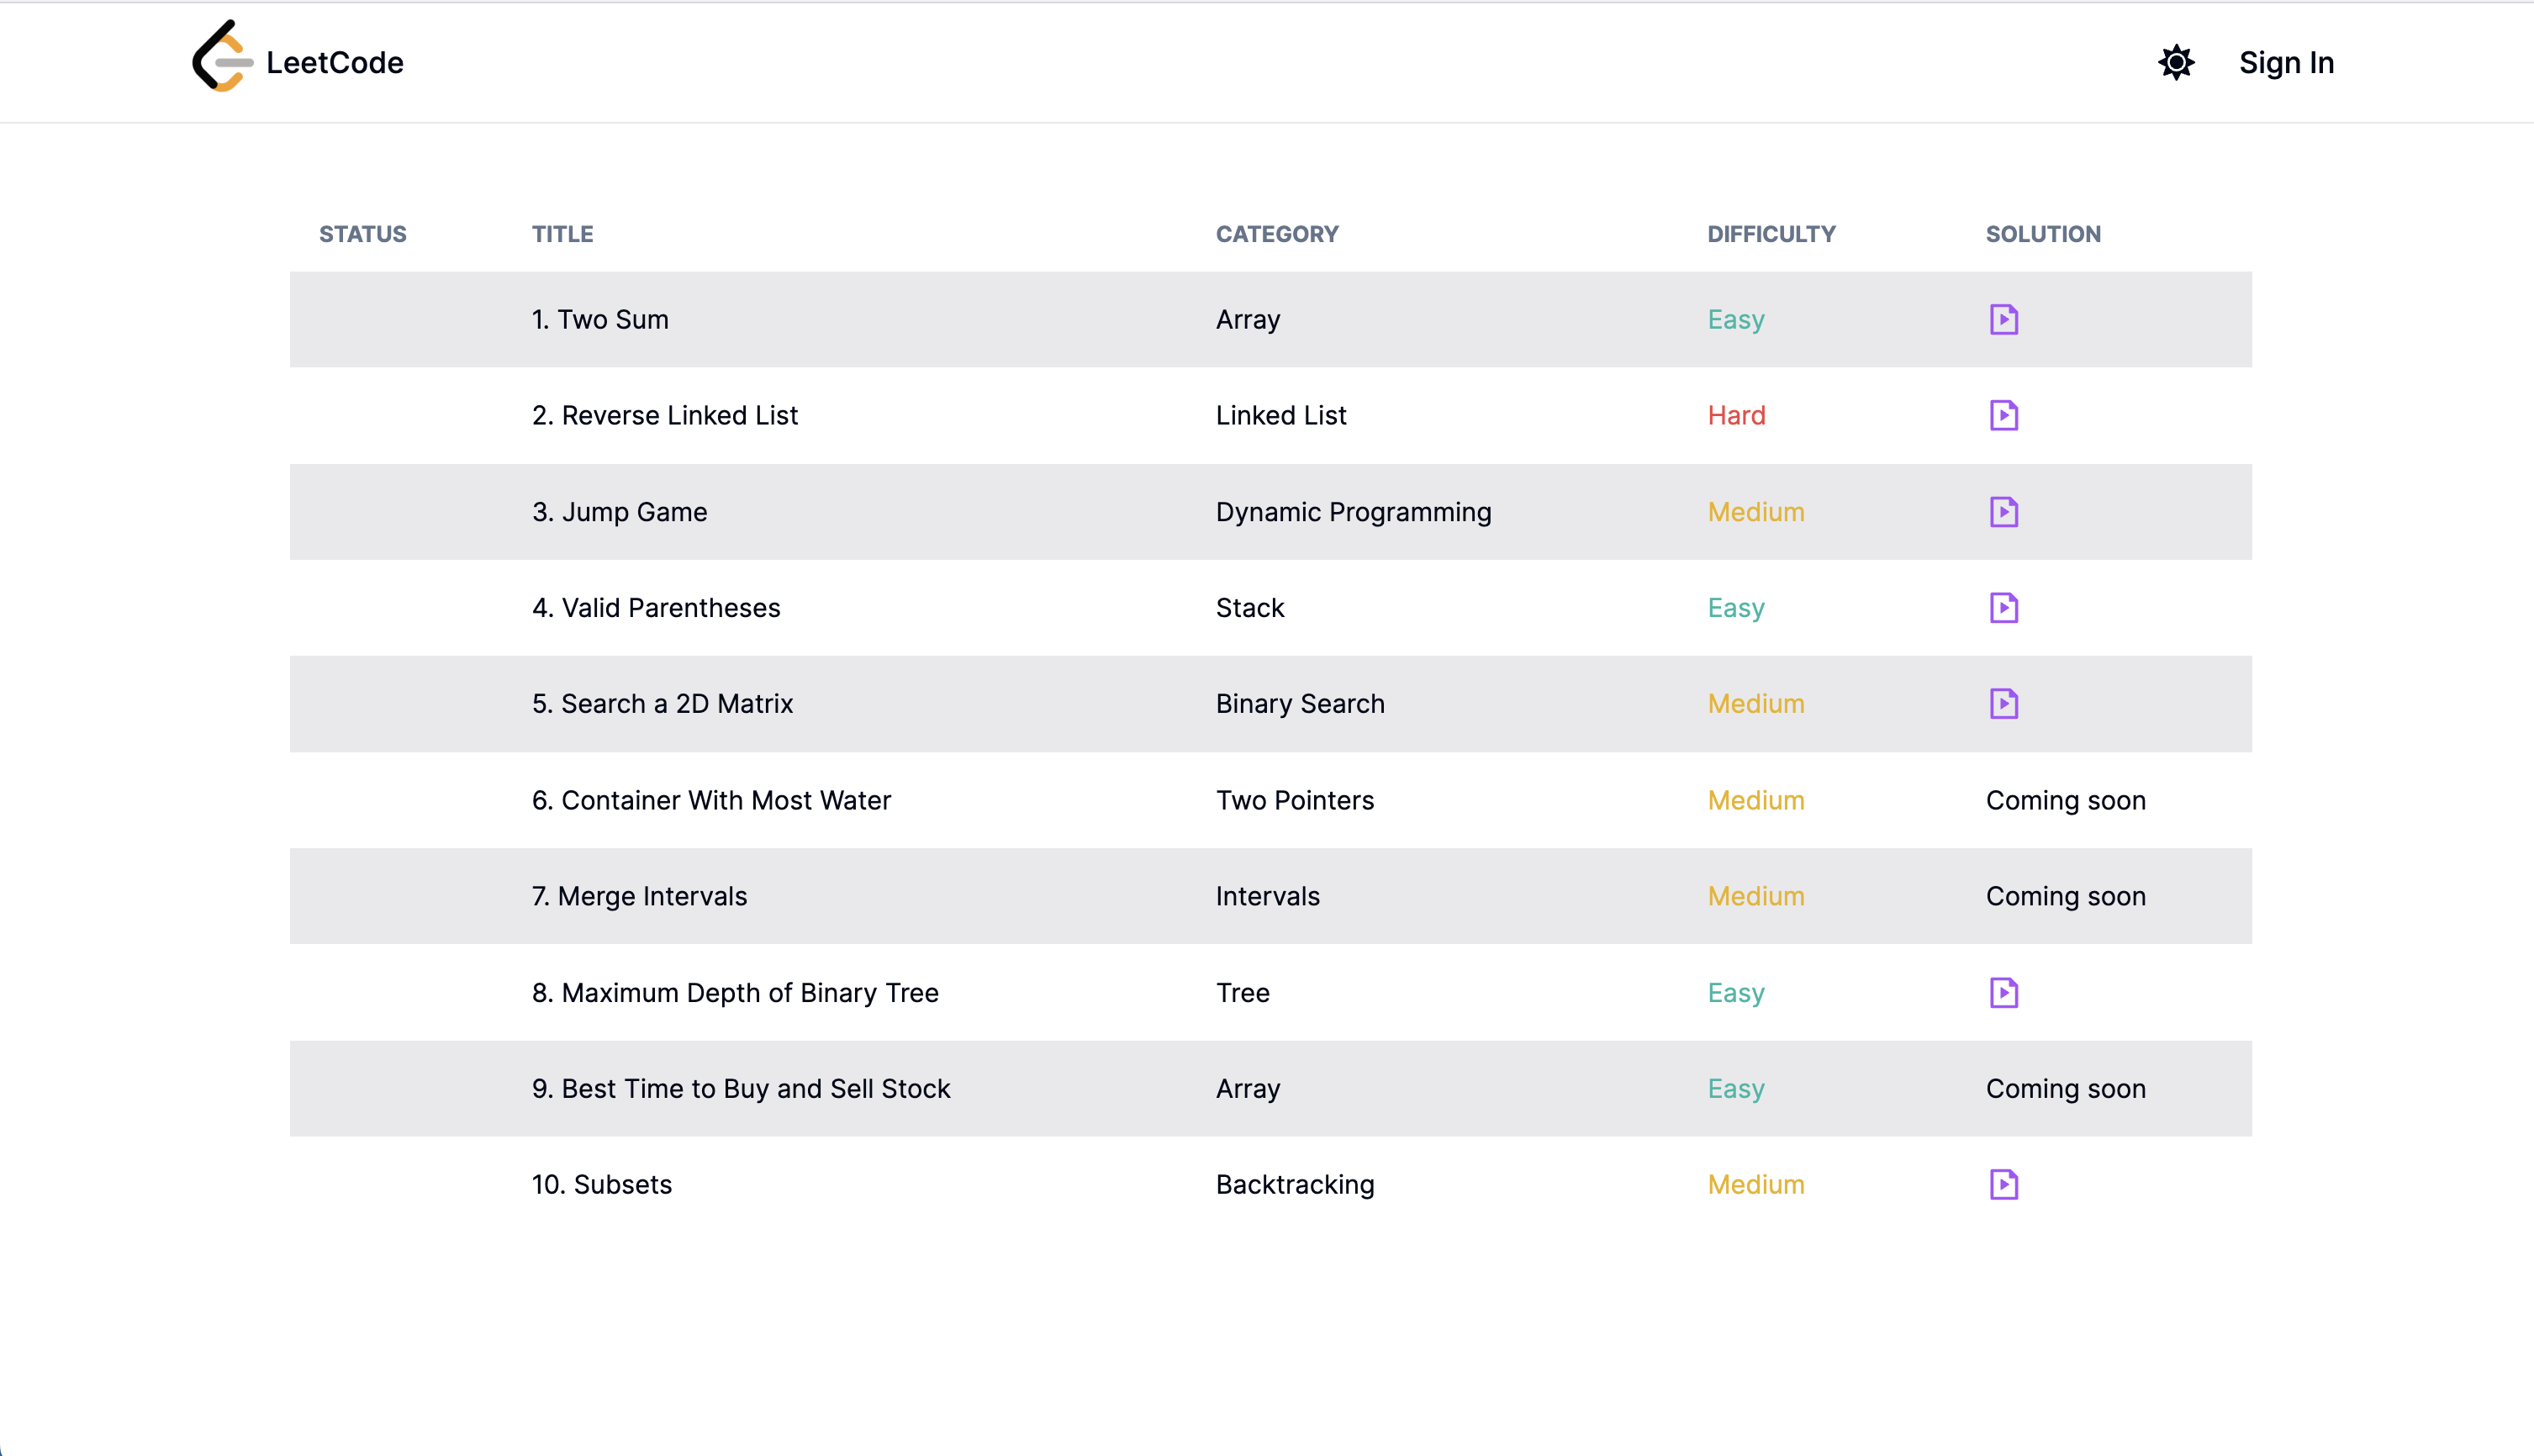 LeetCode
Sign In
STATUS TITLE CATEGORY DIFFICULTY SOLUTION
1. Two Sum Array Easy
2. Reverse Linked List Linked List Hard
3. Jump Game Dynamic Programming Medium
4. Valid Parentheses Stack Easy
5. Search a 2D Matrix Binary Search Medium
6. Container With Most Water Two Pointers Medium Coming soon
7. Merge Intervals Intervals Medium Coming soon
8. Maximum Depth of Binary Tree Tree Easy
9. Best Time to Buy and Sell Stock Array Easy Coming soon
10. Subsets Backtracking Medium